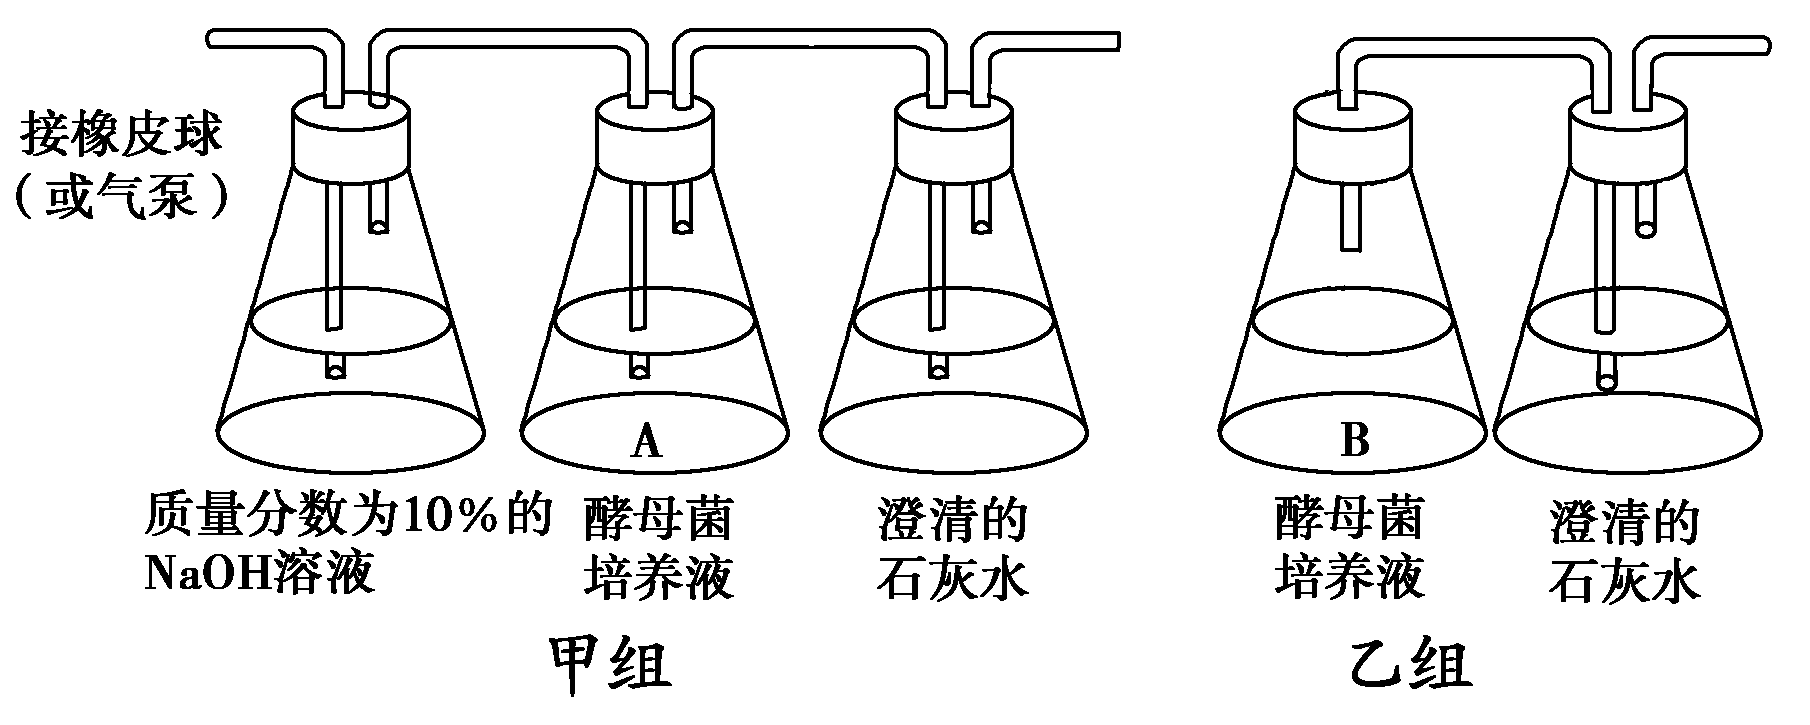 接橡皮球
（或气泵）
A
B
质量分数为10%的
NaOH溶液
酵母菌
培养液
澄清的
石灰水
酵母菌
培养液
澄清的
石灰水
甲组
乙组